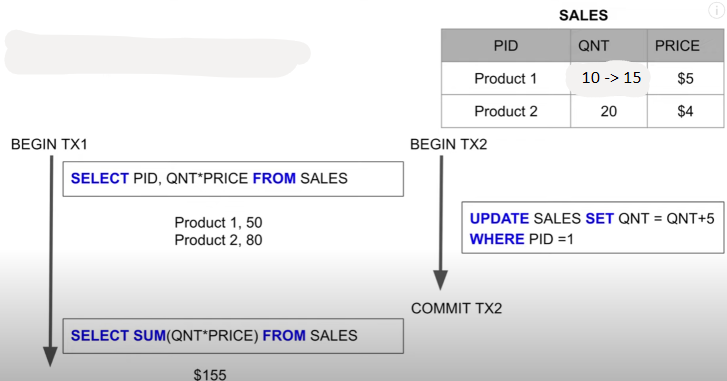 SALES
PID QNT PRICE
Product 1 10 -> 15 $5
Product 2 20 $4
BEGIN TX1
BEGIN TX2
SELECT PID, QNT*PRICE FROM SALES
Product 1, 50
Product 2, 80
UPDATE SALES SET QNT = QNT+5
WHERE PID =1
COMMIT TX2
SELECT SUM(QNT*PRICE) FROM SALES
$155